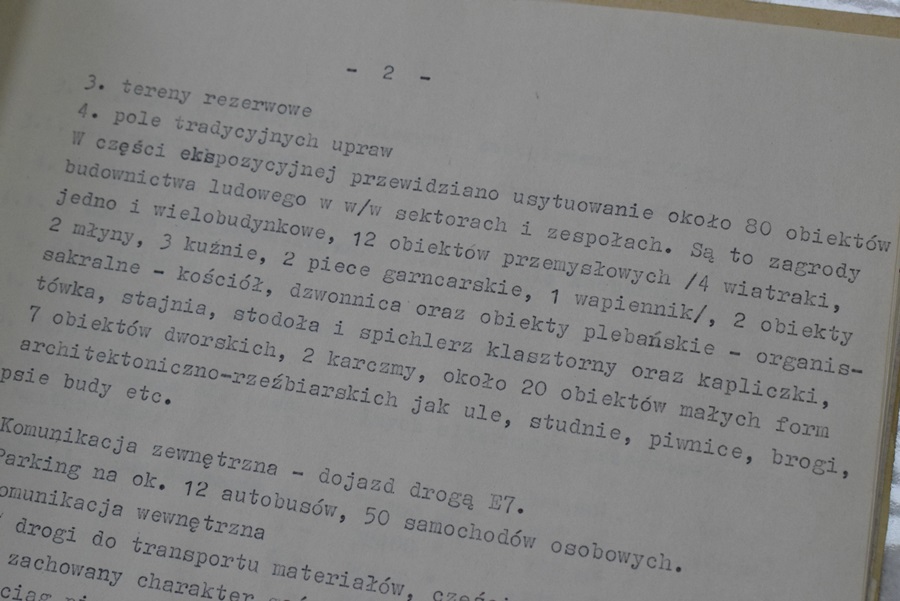 - 2 -
3. tereny rezerwowe
4. pole tradycyjnych upraw
W części ekspozycyjnej przewidziano usytuowanie około 80 obiektów
budownictwa ludowego w w/w sektorach i zespołach. Są to zagrody
jedno i wielobudynkowe, 12 obiektów przemysłowych /4 wiatraki,
2 młyny, 3 kuźnie, 2 piece garncarskie, 1 wapiennik/, 2 obiekty
sakralne - kościół, dzwonnica oraz obiekty plebańskie - organis-
tówka, stajnia, stodoła i spichlerz klasztorny oraz kapliczki,
7 obiektów dworskich, 2 karczmy, około 20 obiektów małych form
architektoniczno-rzeźbiarskich jak ule, studnie, piwnice, brogi,
psie budy etc.
Komunikacja zewnętrzna - dojazd drogą E7.
Parking na ok. 12 autobusów, 50 samochodów osobowych.
omunikacja wewnętrzna
drogi do transportu materiałów,
zachowany charakter